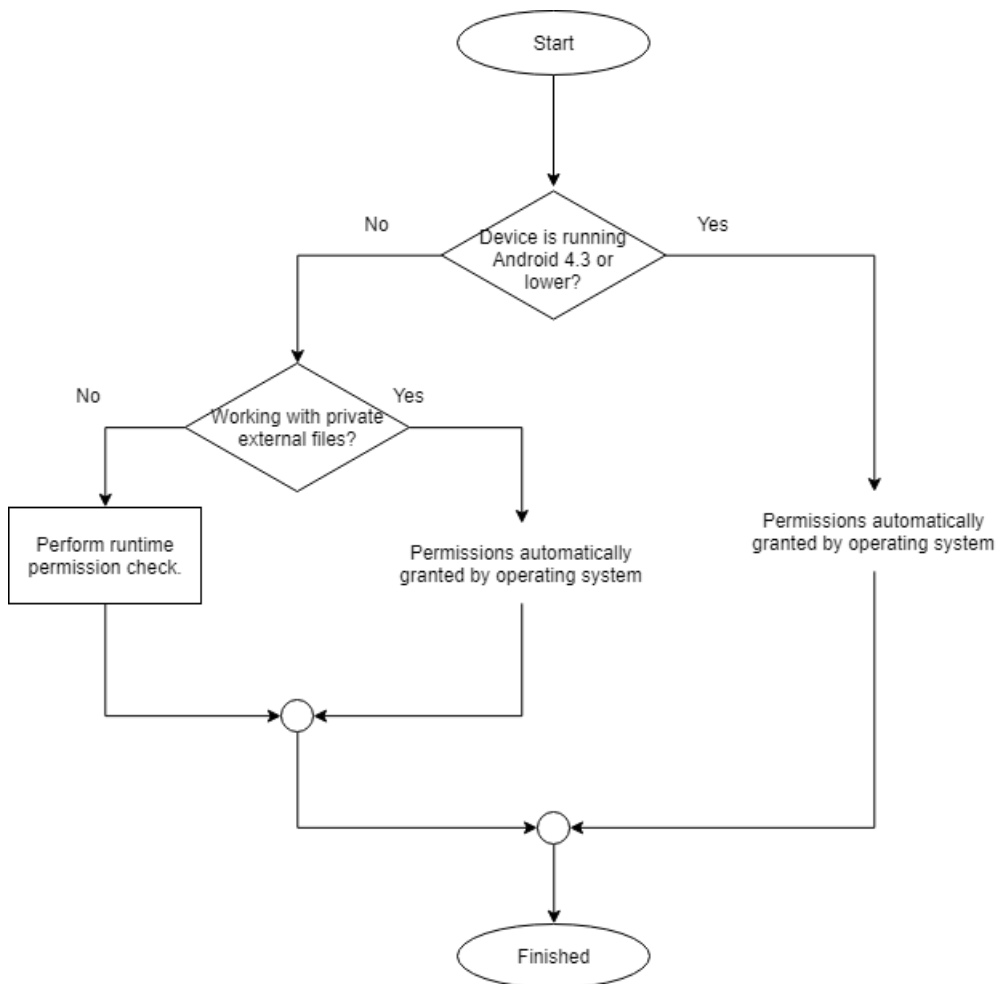 Start
No
Yes
Device is running
Android 4.3 or
lower?
No
Yes
Working with private
external files?
Perform runtime
permission check.
Permissions automatically
granted by operating system
Permissions automatically
granted by operating system
Finished